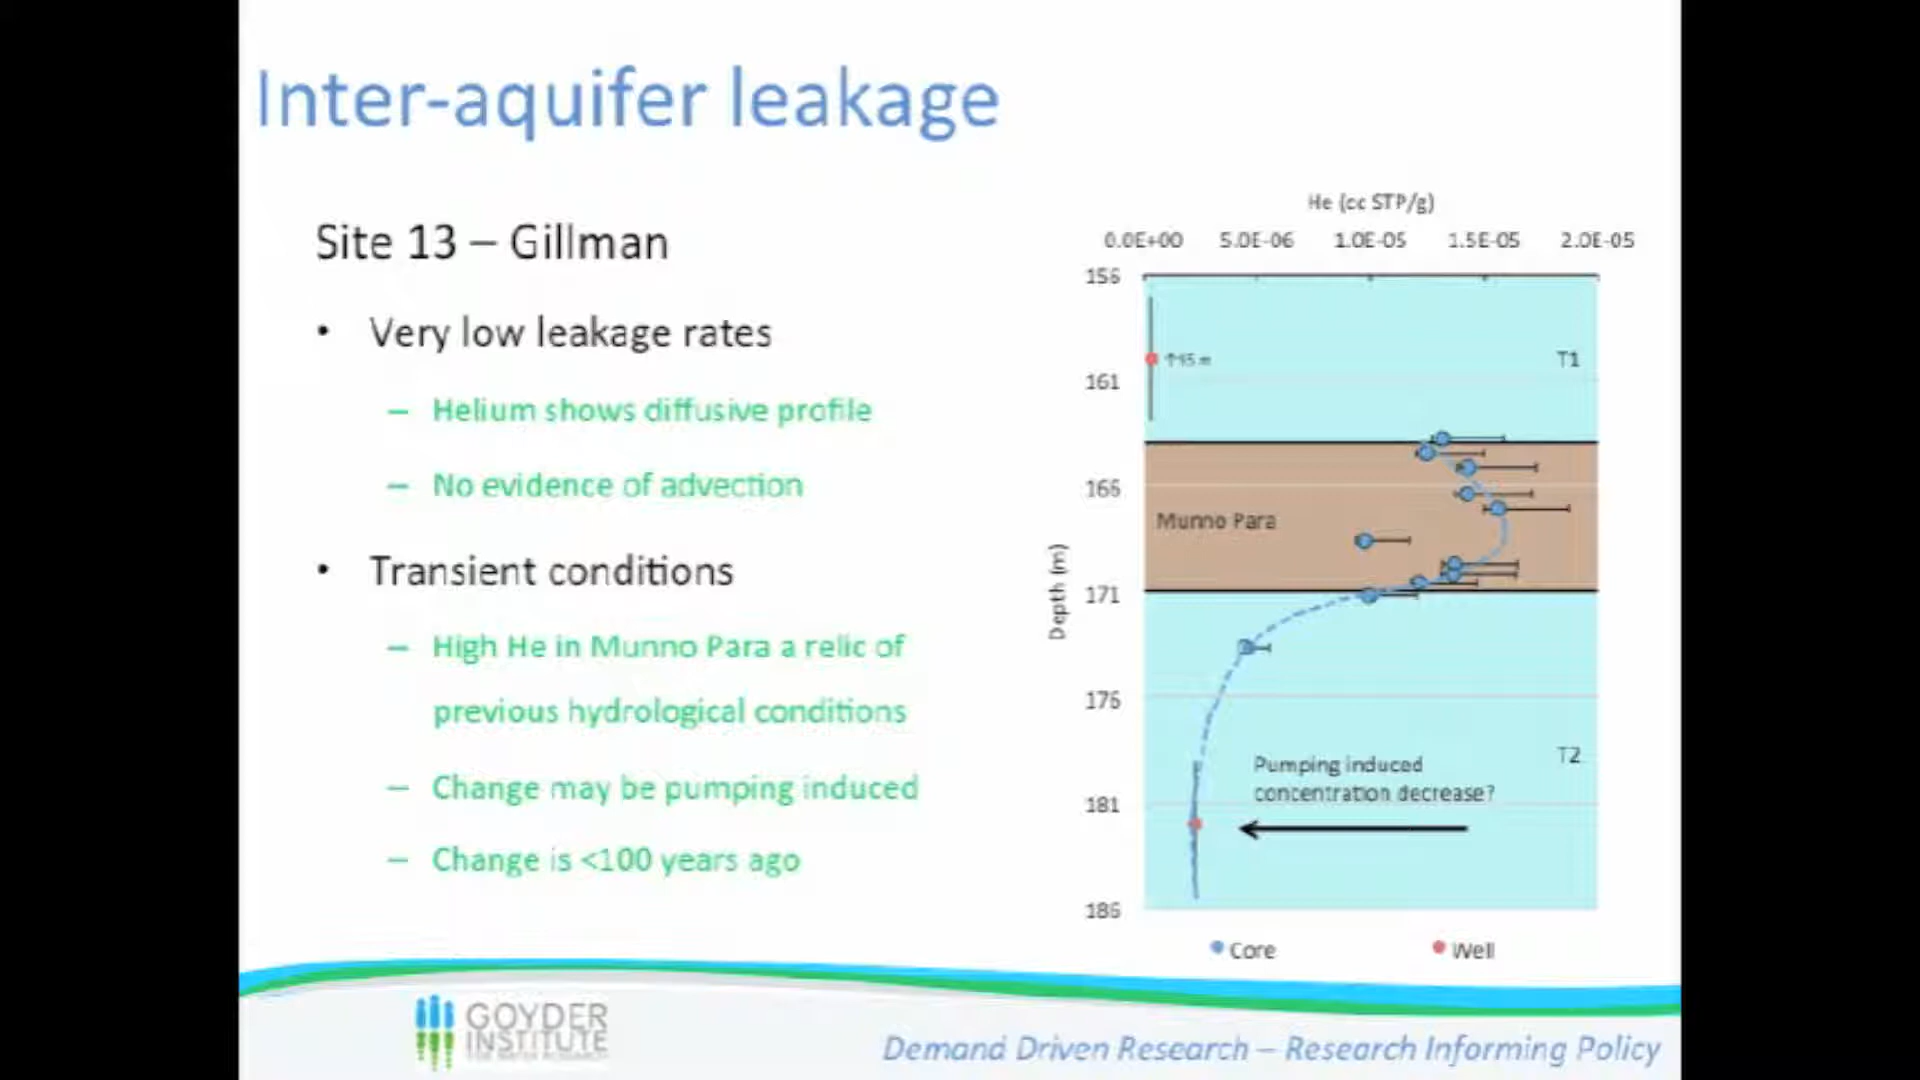 Inter-aquifer leakage
Site 13 – Gillman
• Very low leakage rates
– Helium shows diffusive profile
– No evidence of advection
• Transient conditions
– High He in Munno Para a relic of
previous hydrological conditions
– Change may be pumping induced
– Change is <100 years ago
He (cc STP/g)
0.0E+00 5.0E-06 1.0E-05 1.5E-05 2.0E-05
156
T1
161
166
Munno Para
Depth (m)
171
176
T2
Pumping induced
concentration decrease?
181
186
Core Well
GOYDER
INSTITUTE
FOR WATER RESEARCH
Demand Driven Research – Research Informing Policy